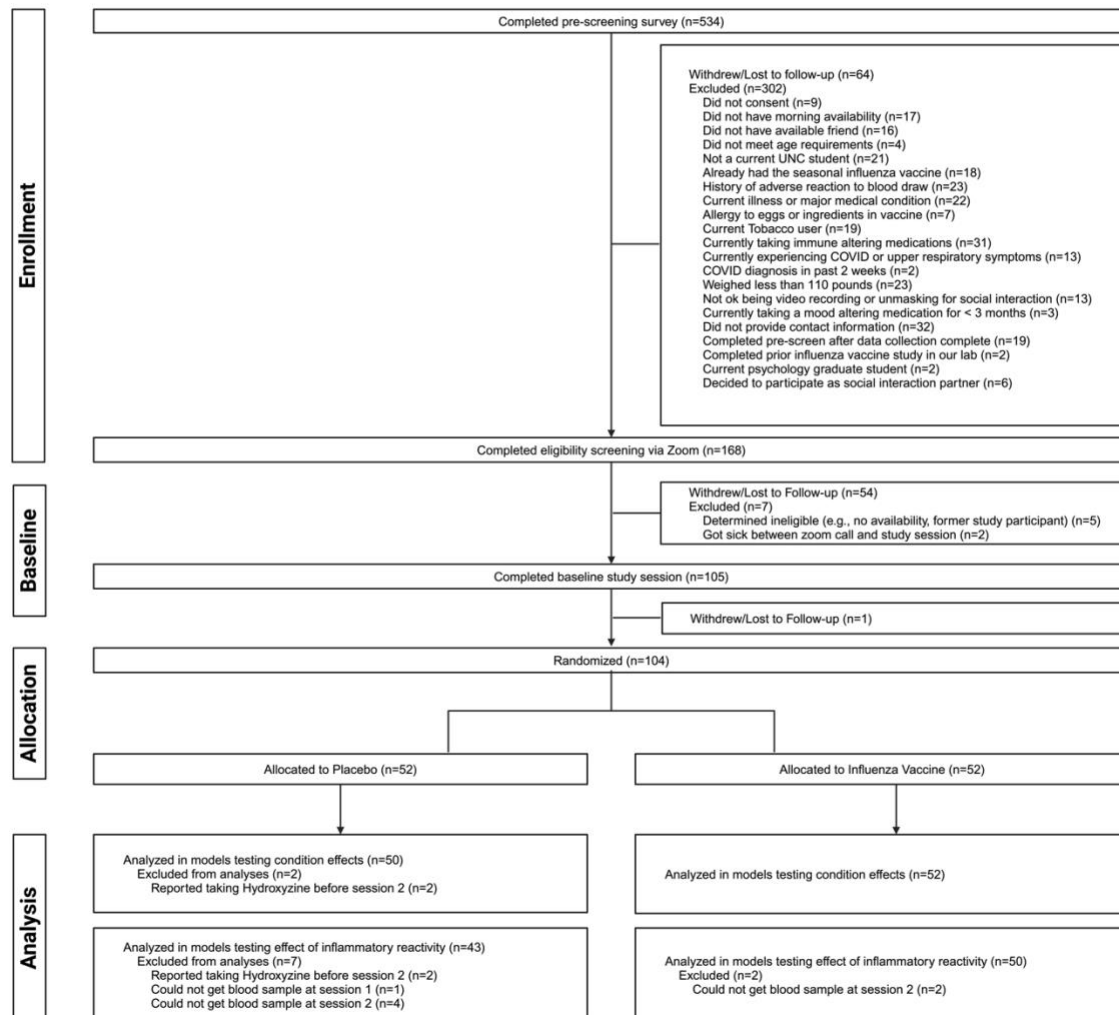 Enrollment
Completed pre-screening survey (n=534)
Withdrew/Lost to follow-up (n=64)
Excluded (n=302)
Did not consent (n=9)
Did not have morning availability (n=17)
Did not have available friend (n=16)
Did not meet age requirements (n=4)
Not a current UNC student (n=21)
Already had the seasonal influenza vaccine (n=18)
History of adverse reaction to blood draw (n=23)
Current illness or major medical condition (n=22)
Allergy to eggs or ingredients in vaccine (n=7)
Current Tobacco user (n=19)
Currently taking immune altering medications (n=31)
Currently experiencing COVID or upper respiratory symptoms (n=13)
COVID diagnosis in past 2 weeks (n=2)
Weighed less than 110 pounds (n=23)
Not ok being video recording or unmasking for social interaction (n=13)
Currently taking a mood altering medication for < 3 months (n=3)
Did not provide contact information (n=32)
Completed pre-screen after data collection complete (n=19)
Completed prior influenza vaccine study in our lab (n=2)
Current psychology graduate student (n=2)
Decided to participate as social interaction partner (n=6)
Completed eligibility screening via Zoom (n=168)
Baseline
Withdrew/Lost to Follow-up (n=54)
Excluded (n=7)
Determined ineligible (e.g., no availability, former study participant) (n=5)
Got sick between zoom call and study session (n=2)
Completed baseline study session (n=105)
Withdrew/Lost to Follow-up (n=1)
Allocation
Randomized (n=104)
Allocated to Placebo (n=52)
Allocated to Influenza Vaccine (n=52)
Analysis
Analyzed in models testing condition effects (n=50)
Excluded from analyses (n=2)
Reported taking Hydroxyzine before session 2 (n=2)
Analyzed in models testing condition effects (n=52)
Analyzed in models testing effect of inflammatory reactivity (n=43)
Excluded from analyses (n=7)
Reported taking Hydroxyzine before session 2 (n=2)
Could not get blood sample at session 1 (n=1)
Could not get blood sample at session 2 (n=4)
Analyzed in models testing effect of inflammatory reactivity (n=50)
Excluded (n=2)
Could not get blood sample at session 2 (n=2)